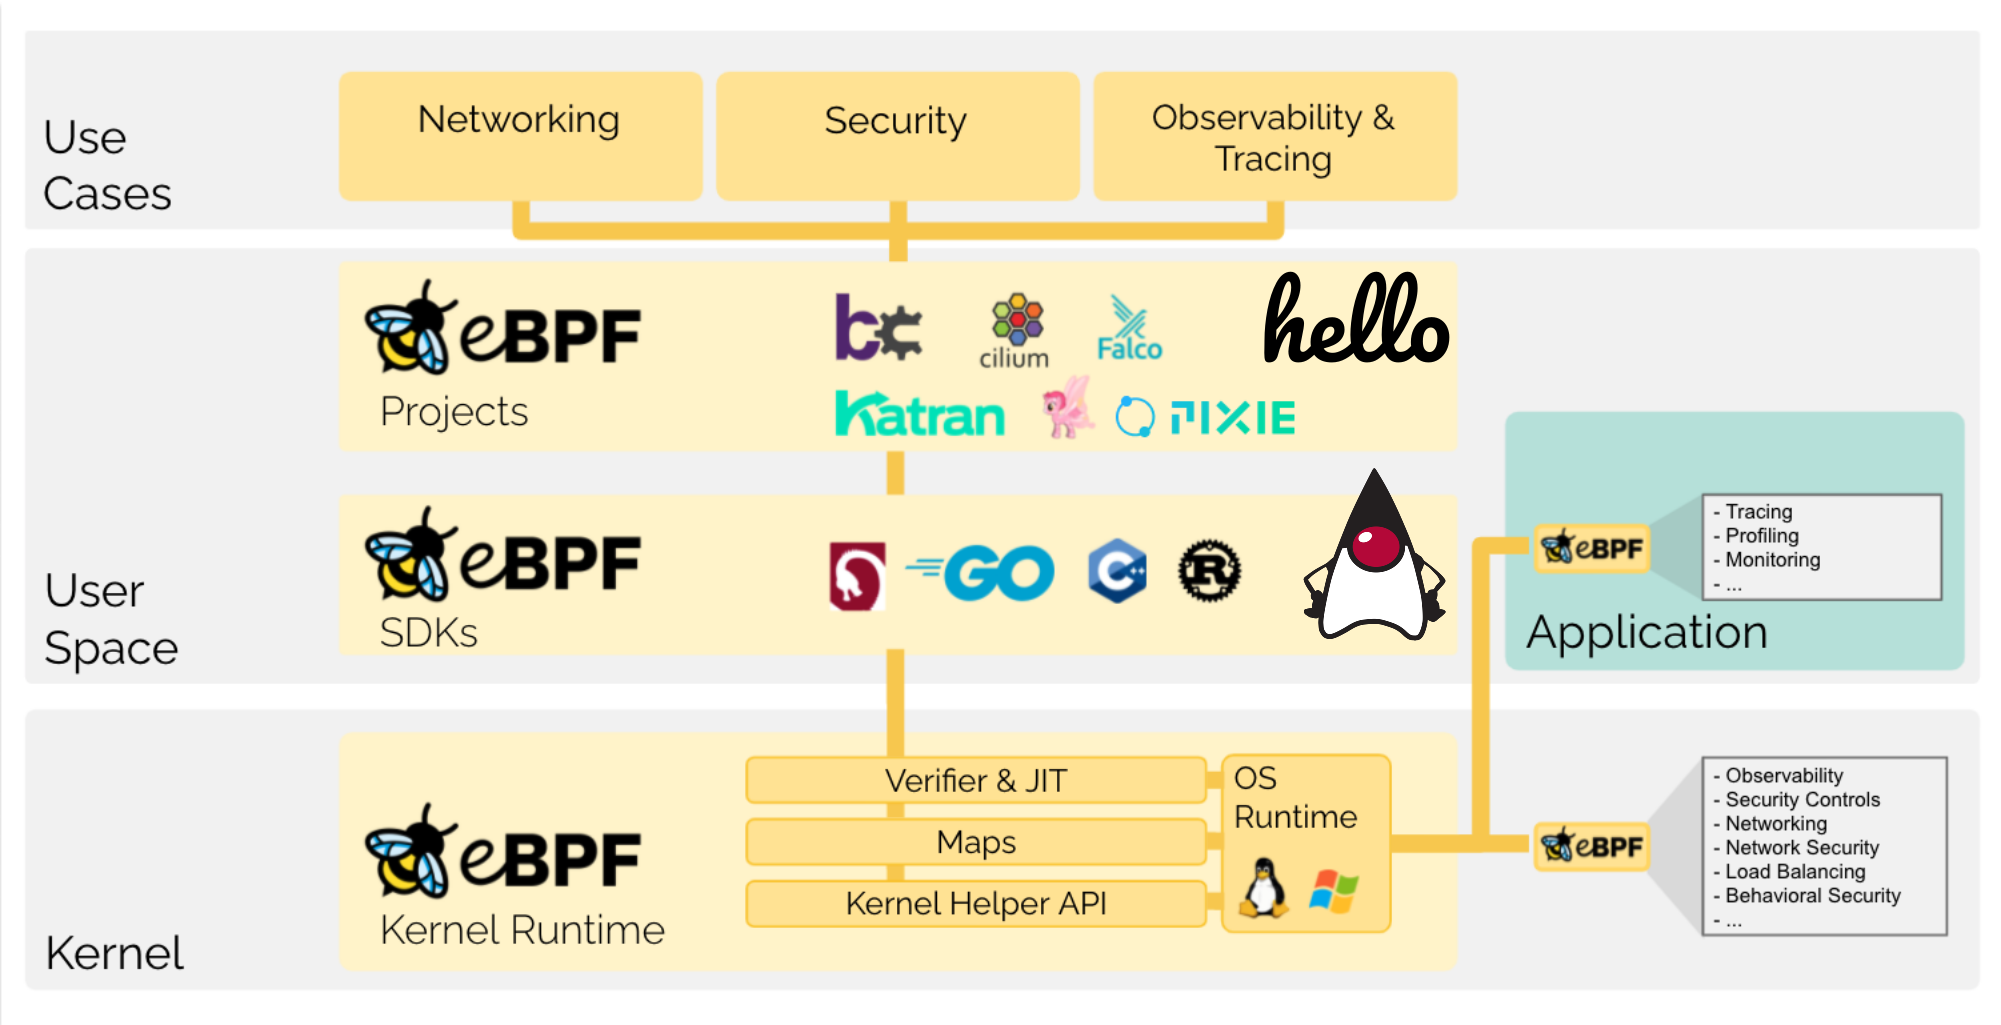 Use
Cases
Networking
Security
Observability &
Tracing
User
Space
eBPF
Projects
bc
cilium
Falco
hello
Katran
PIXIE
eBPF
SDKs
GO
C++
R
Application
eBPF
- Tracing
- Profiling
- Monitoring
- ...
Kernel
eBPF
Kernel Runtime
Verifier & JIT
Maps
Kernel Helper API
OS
Runtime
eBPF
- Observability
- Security Controls
- Networking
- Network Security
- Load Balancing
- Behavioral Security
- ...